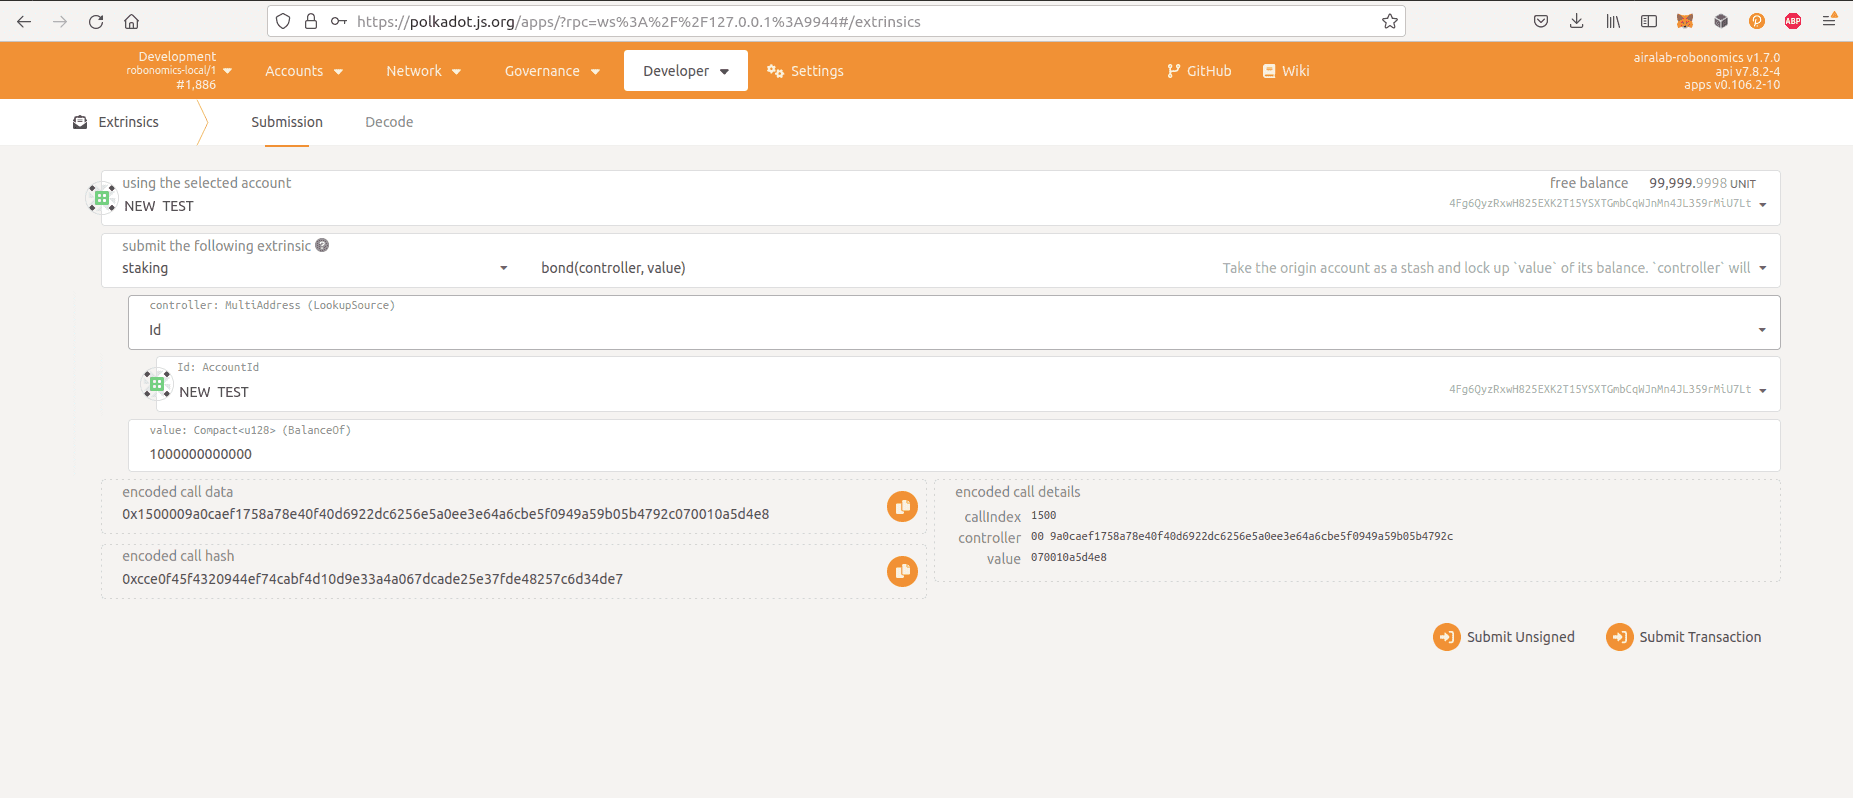 https://polkadot.js.org/apps/?rpc=ws%3A%2F%2F127.0.0.1%3A9944#/extrinsics
ABP
Development
robonomics-local/1
#1,886
Accounts
Network
Governance
Developer
Settings
GitHub
Wiki
airalab-robonomics v1.7.0
api v7.8.2-4
apps v0.106.2-10
Extrinsics
Submission
Decode
using the selected account
NEW TEST
free balance 99,999.9998 UNIT
4Fg6QyzRxwH825EXK2T15YSXTGmbCqWJnMn4JL359rMiU7Lt
submit the following extrinsic ?
staking
bond(controller, value)
Take the origin account as a stash and lock up `value` of its balance. `controller` will
controller: MultiAddress (LookupSource)
Id
Id: AccountId
NEW TEST
4Fg6QyzRxwH825EXK2T15YSXTGmbCqWJnMn4JL359rMiU7Lt
value: Compact<u128> (BalanceOf)
1000000000000
encoded call data
0x1500009a0caef1758a78e40f40d6922dc6256e5a0ee3e64a6cbe5f0949a59b05b4792c070010a5d4e8
encoded call hash
0xcce0f45f4320944ef74cabf4d10d9e33a4a067dcade25e37fde48257c6d34de7
encoded call details
callIndex 1500
controller 00 9a0caef1758a78e40f40d6922dc6256e5a0ee3e64a6cbe5f0949a59b05b4792c
value 070010a5d4e8
Submit Unsigned
Submit Transaction